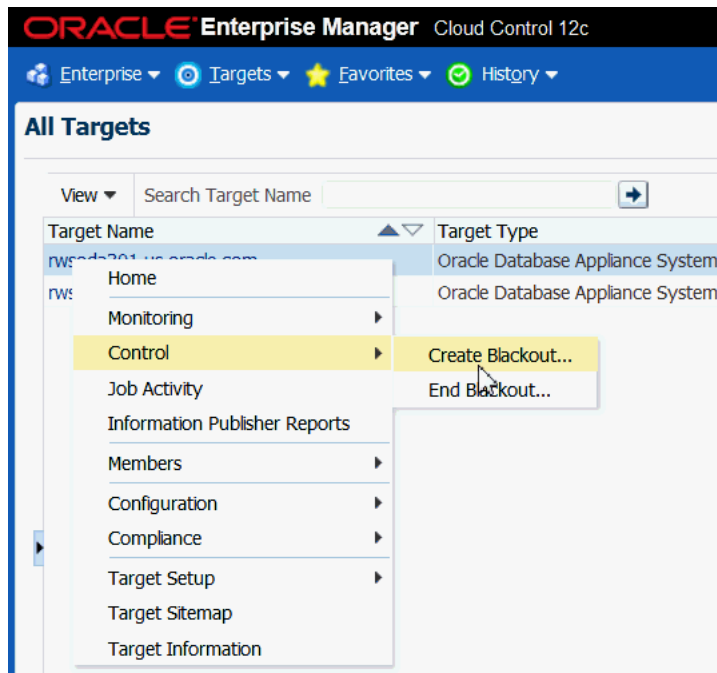 ORACLE Enterprise Manager Cloud Control 12c
Enterprise Targets Favorites History
All Targets
View Search Target Name
Target Name Target Type
Oracle Database Appliance System
rws Oracle Database Appliance System
Home
Monitoring
Control
Create Blackout...
End Blackout...
Job Activity
Information Publisher Reports
Members
Configuration
Compliance
Target Setup
Target Sitemap
Target Information